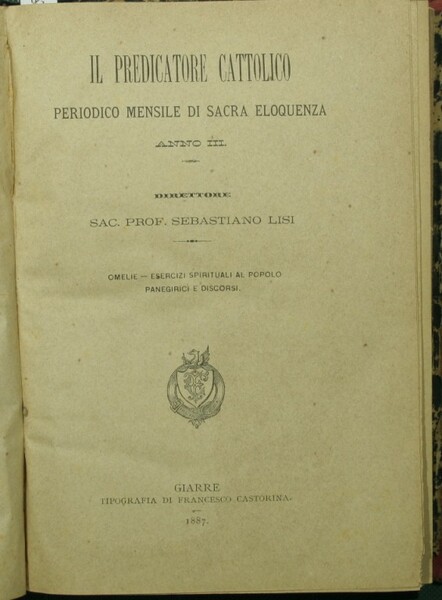 IL PREDICATORE CATTOLICO
PERIODICO MENSILE DI SACRA ELOQUENZA
ANNO III.
DIRETTORE
SAC. PROF. SEBASTIANO LISI
OMELIE — ESERCIZI SPIRITUALI AL POPOLO
PANEGIRICI E DISCORSI.
GIARRE
TIPOGRAFIA DI FRANCESCO CASTORINA
1887.